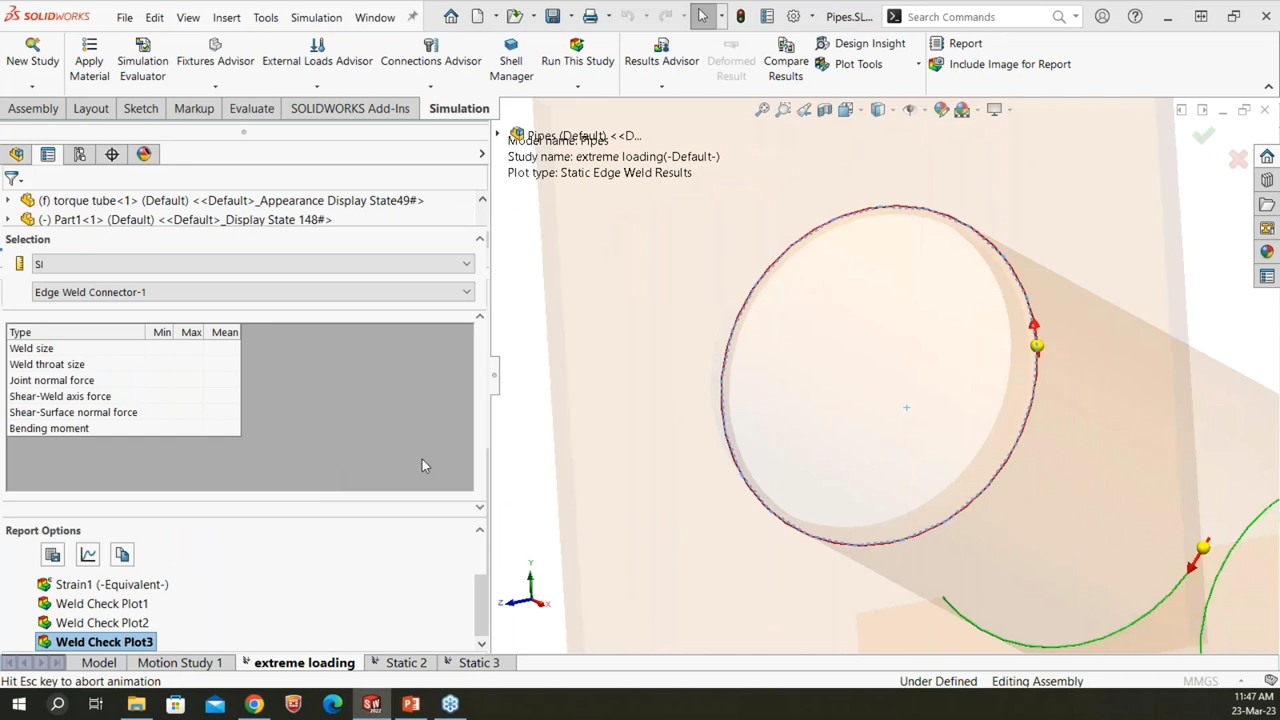 SOLIDWORKS File Edit View Insert Tools Simulation Window Pipes.SL... Search Commands
New Study Apply Material Simulation Evaluator Fixtures Advisor External Loads Advisor Connections Advisor Shell Manager Run This Study Results Advisor Deformed Result Compare Results Design Insight Plot Tools Report Include Image for Report
Assembly Layout Sketch Markup Evaluate SOLIDWORKS Add-Ins Simulation
Pipes (Default) <<D...
Model name: Pipes
Study name: extreme loading(-Default-)
Plot type: Static Edge Weld Results
(f) torque tube<1> (Default) <<Default>_Appearance Display State49#>
(-) Part1<1> (Default) <<Default>_Display State 148#>
Selection
SI
Edge Weld Connector-1
Type Min Max Mean
Weld size
Weld throat size
Joint normal force
Shear-Weld axis force
Shear-Surface normal force
Bending moment
Report Options
Strain1 (-Equivalent-)
Weld Check Plot1
Weld Check Plot2
Weld Check Plot3
Y
Z X
Model Motion Study 1 extreme loading Static 2 Static 3
Hit Esc key to abort animation Under Defined Editing Assembly MMGS
11:47 AM
23-Mar-23